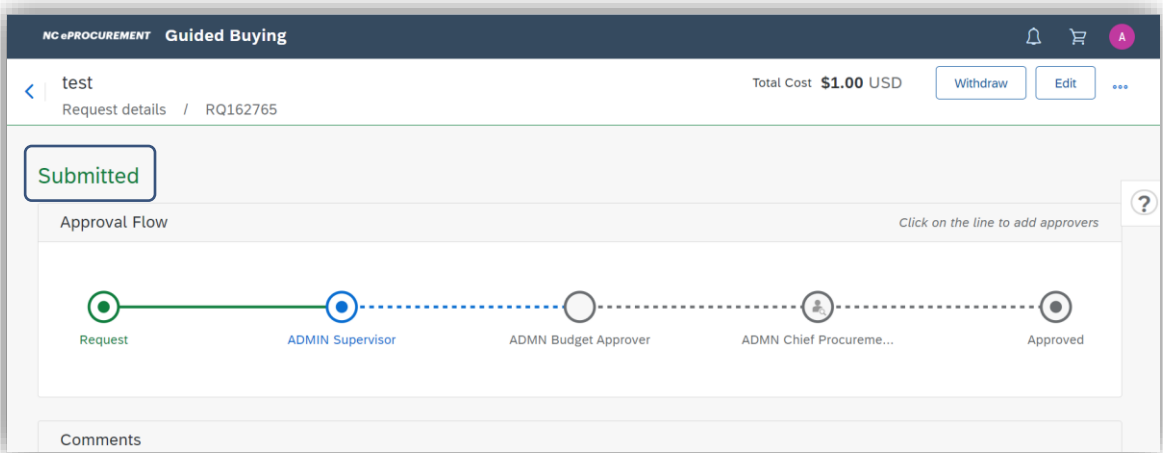 NC ePROCUREMENT Guided Buying
A
test
Total Cost $1.00 USD
Withdraw
Edit
Request details / RQ162765
Submitted
?
Approval Flow
Click on the line to add approvers
Request
ADMIN Supervisor
ADMN Budget Approver
ADMN Chief Procureme...
Approved
Comments